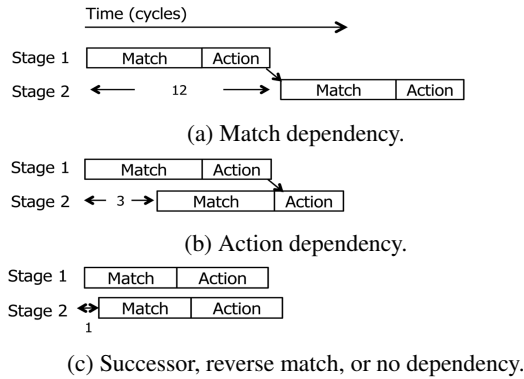 Time (cycles)
Stage 1 Match Action
Stage 2 12 Match Action
(a) Match dependency.
Stage 1 Match Action
Stage 2 3 Match Action
(b) Action dependency.
Stage 1 Match Action
Stage 2 Match Action
1
(c) Successor, reverse match, or no dependency.